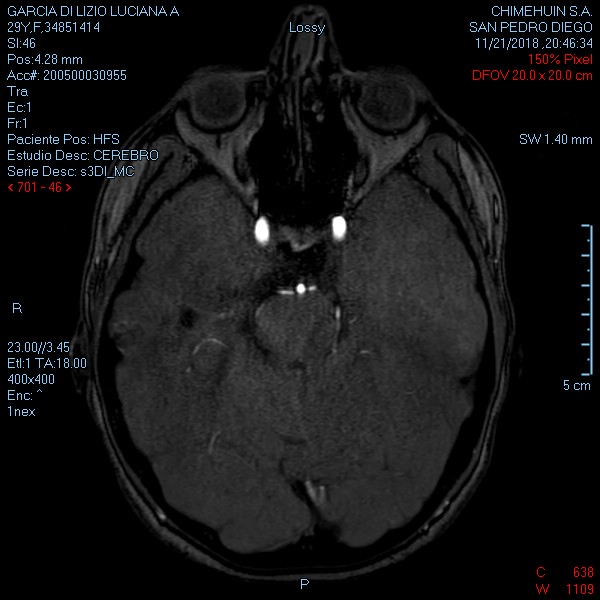 GARCIA DI LIZIO LUCIANA A
29Y,F,34851414
Sl:46
Pos:4.28 mm
Acc#: 200500030955
Tra
Ec:1
Fr:1
Paciente Pos: HFS
Estudio Desc: CEREBRO
Serie Desc: s3DI_MC
< 701 - 46 >
Lossy
CHIMEHUIN S.A.
SAN PEDRO DIEGO
11/21/2018 ,20:46:34
150% Pixel
DFOV 20.0 x 20.0 cm
SW 1.40 mm
R
23.00//3.45
Etl:1 TA:18.00
400x400
Enc: ^
1nex
5 cm
P
C 638
W 1109